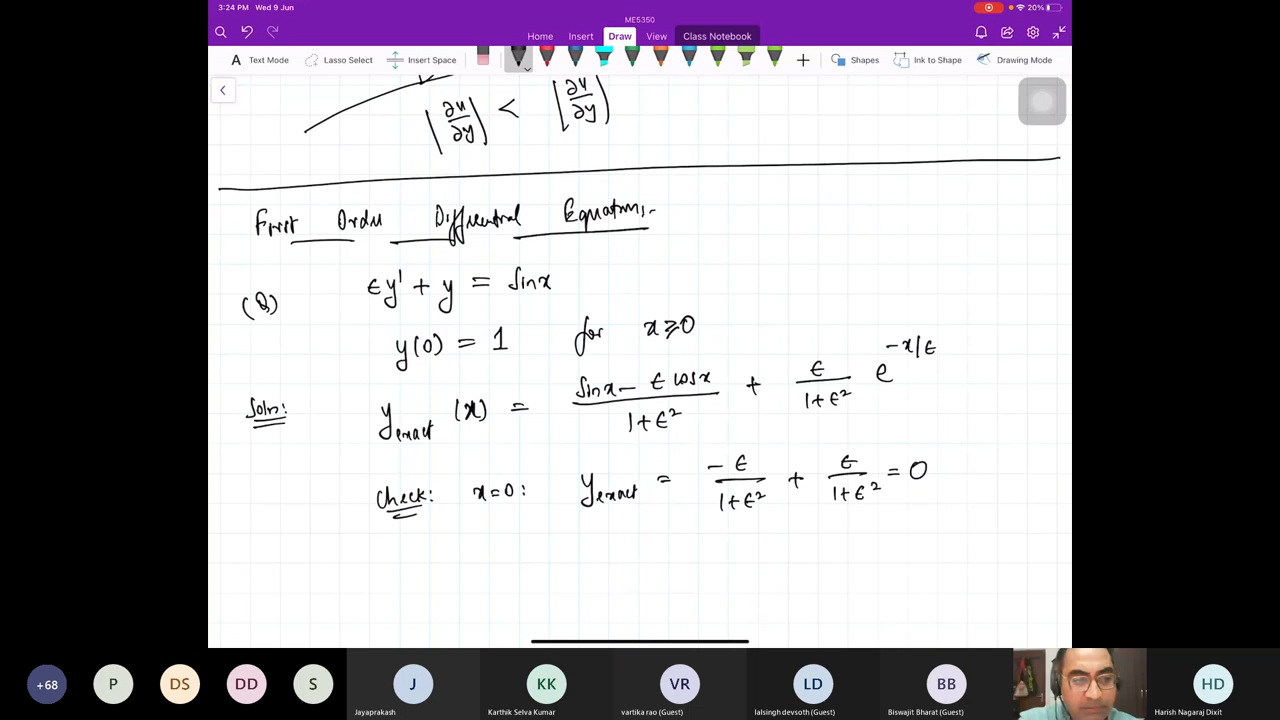 3:24 PM Wed 9 Jun
20%
ME5350
Home Insert Draw View Class Notebook
Text Mode Lasso Select Insert Space Shapes Ink to Shape Drawing Mode
|∂u/∂y| < |∂u/∂y|
First Order Differential Equations:-
(Q) εy' + y = sinx
y(0) = 1 for x ≥ 0
Soln: y_exact (x) = (sinx - ε cosx)/(1+ε²) + ε/(1+ε²) e^(-x/ε)
Check: x=0: y_exact = -ε/(1+ε²) + ε/(1+ε²) = 0
+68 P DS DD S J KK VR LD BB HD
Jayaprakash Karthik Selva Kumar vartika rao (Guest) lalsingh devsoth (Guest) Biswajit Bharat (Guest) Harish Nagaraj Dixit